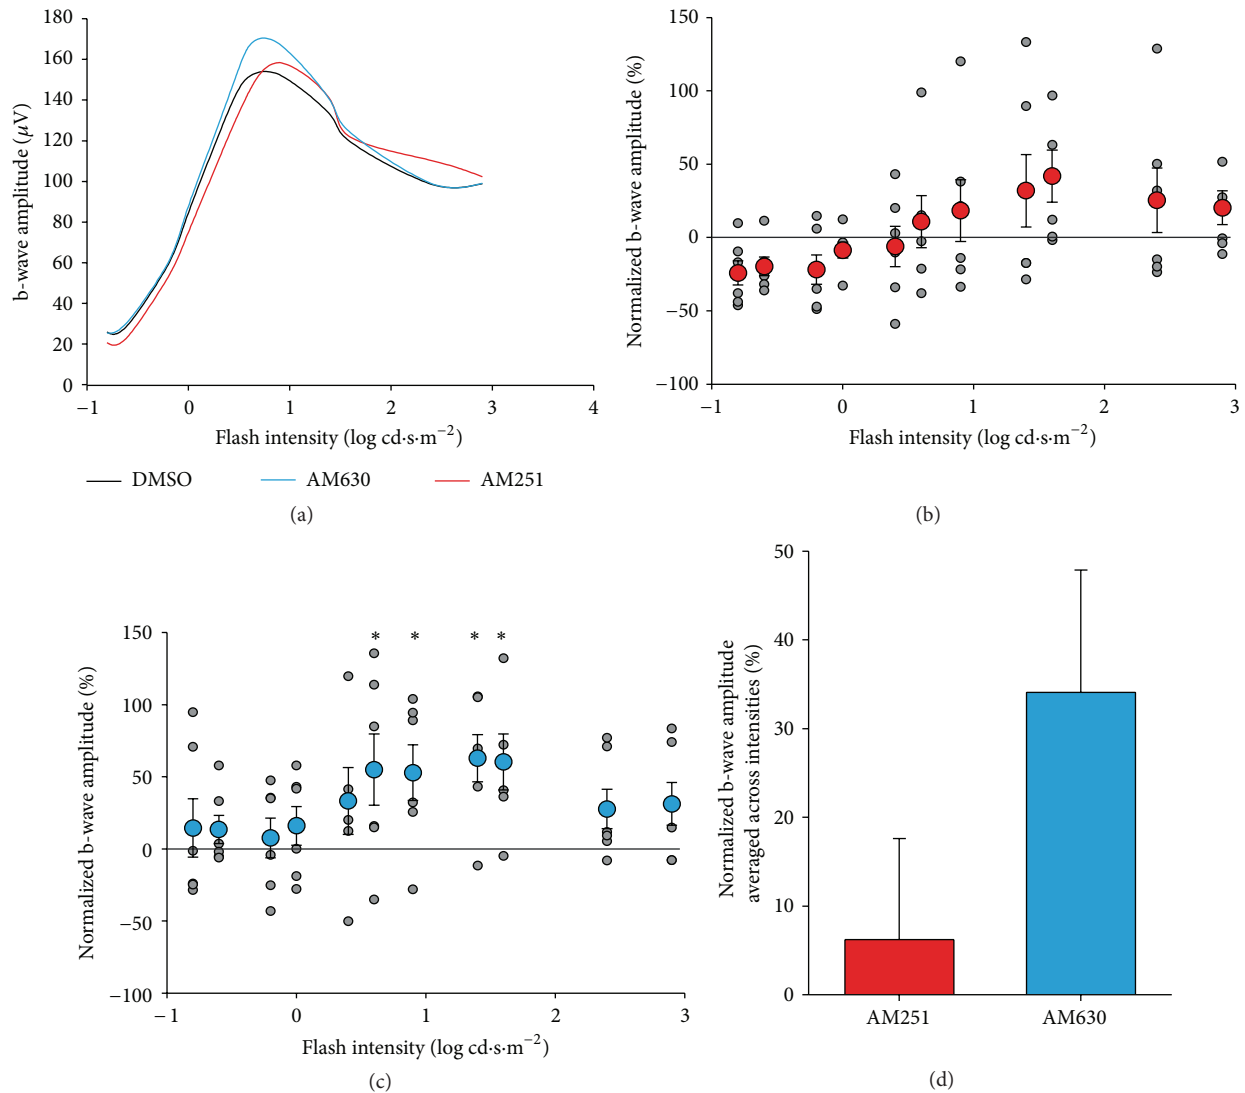 180
160
140
120
100
80
60
40
20
0
b-wave amplitude (μV)
−1 0 1 2 3 4
Flash intensity (log cd·s·m−2)
DMSO AM630 AM251
(a)
150
100
50
0
−50
−100
Normalized b-wave amplitude (%)
−1 0 1 2 3
Flash intensity (log cd·s·m−2)
(b)
150
100
50
0
−50
−100
Normalized b-wave amplitude (%)
* * * *
−1 0 1 2 3
Flash intensity (log cd·s·m−2)
(c)
50
40
30
20
10
0
Normalized b-wave amplitude
averaged across intensities (%)
AM251 AM630
(d)